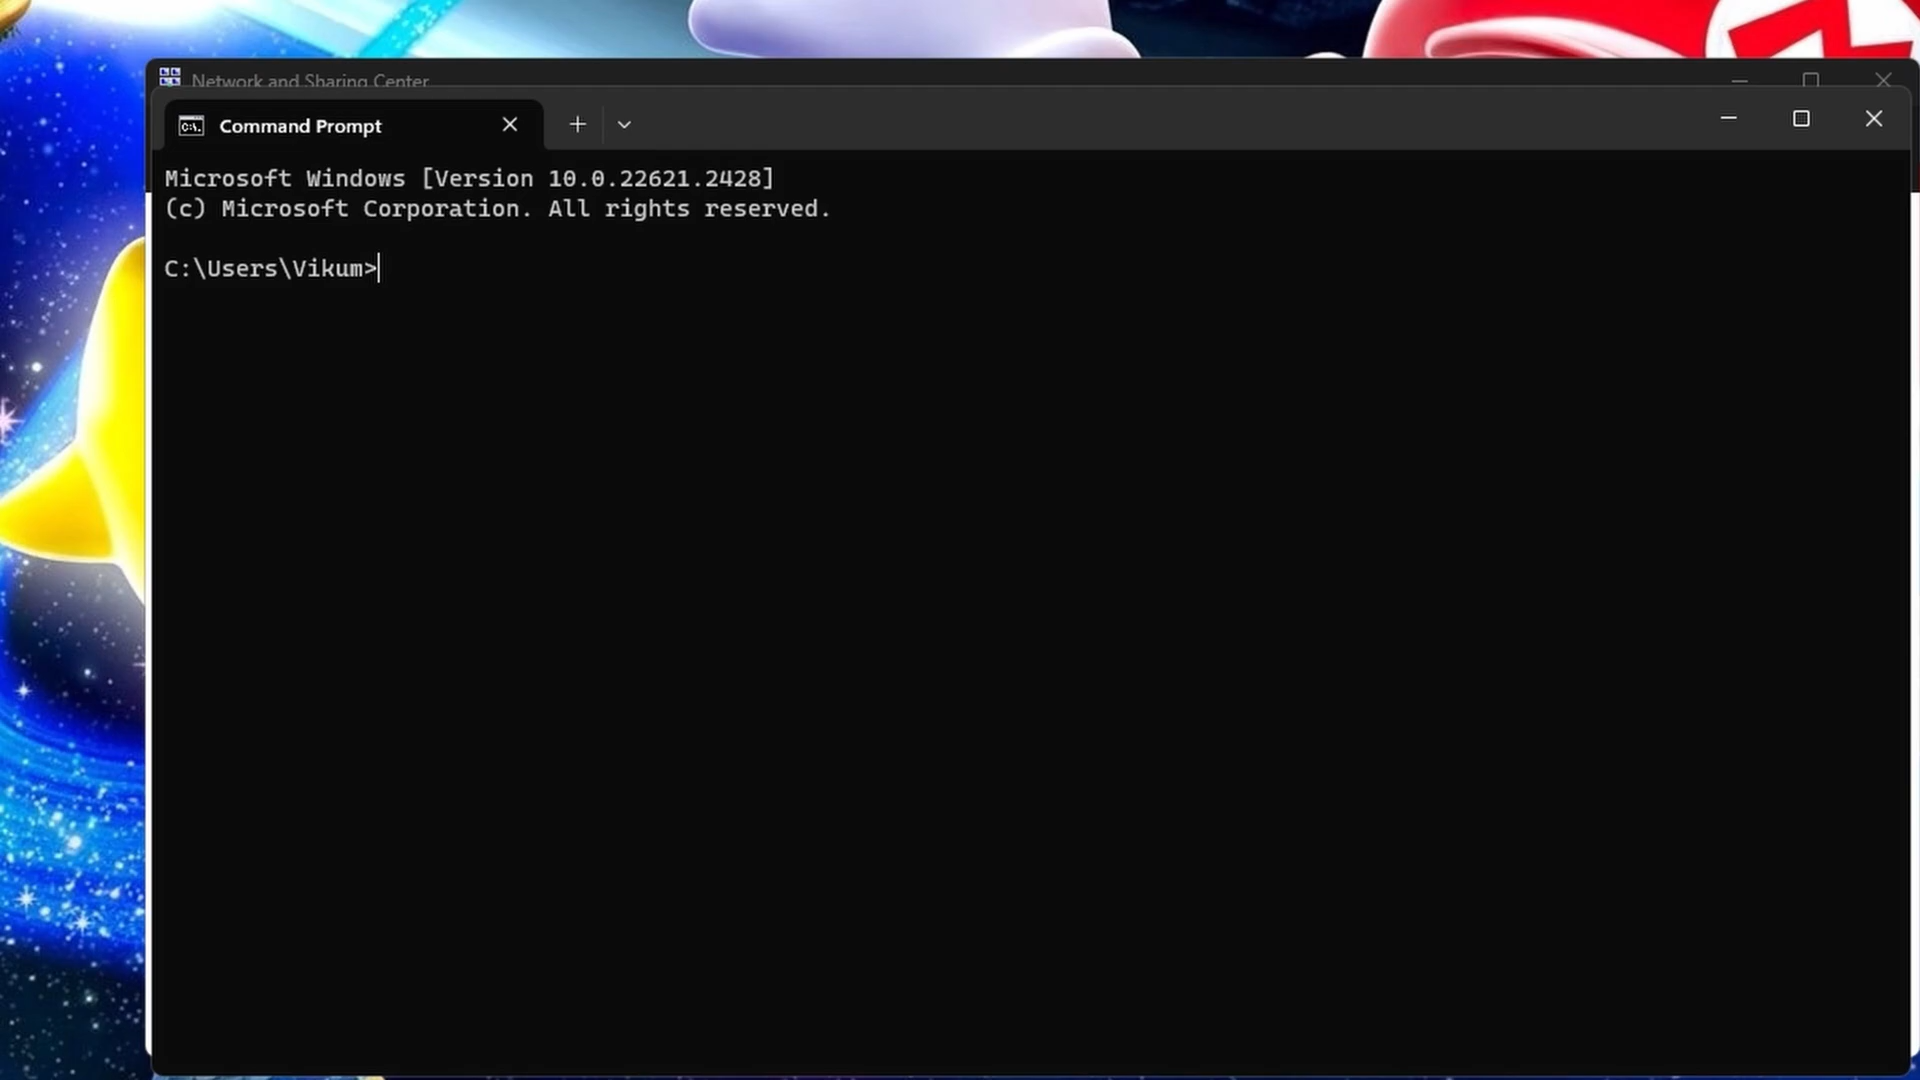 Network and Sharing Center
Command Prompt
Microsoft Windows [Version 10.0.22621.2428]
(c) Microsoft Corporation. All rights reserved.
C:\Users\Vikum>